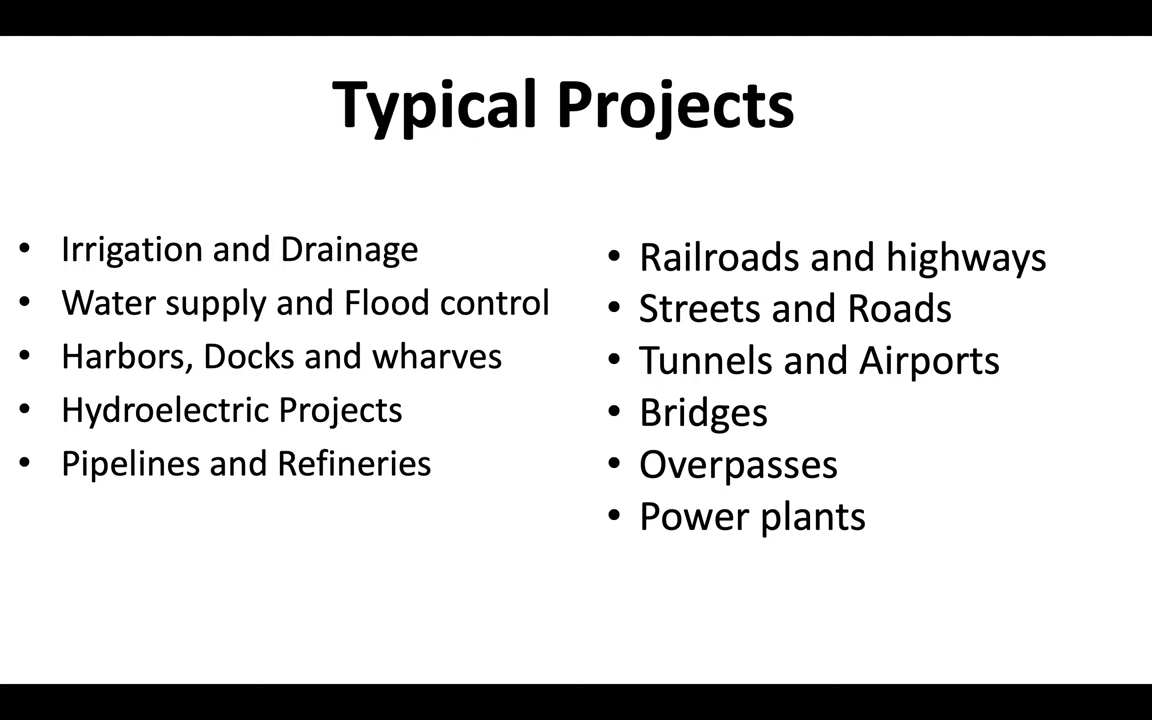 Typical Projects
• Irrigation and Drainage
• Water supply and Flood control
• Harbors, Docks and wharves
• Hydroelectric Projects
• Pipelines and Refineries
• Railroads and highways
• Streets and Roads
• Tunnels and Airports
• Bridges
• Overpasses
• Power plants